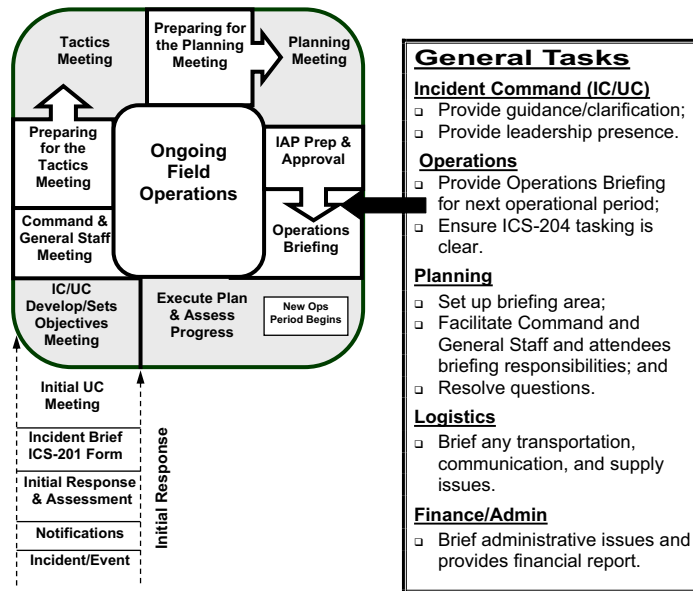 Tactics
Meeting
Preparing for
the Planning
Meeting
Planning
Meeting
Preparing
for the
Tactics
Meeting
Ongoing
Field
Operations
IAP Prep &
Approval
Command &
General Staff
Meeting
Operations
Briefing
IC/UC
Develop/Sets
Objectives
Meeting
Execute Plan
& Assess
Progress
New Ops
Period Begins
Initial UC
Meeting
Incident Brief
ICS-201 Form
Initial Response
& Assessment
Notifications
Incident/Event
Initial Response
General Tasks
Incident Command (IC/UC)
▫ Provide guidance/clarification;
▫ Provide leadership presence.
Operations
▫ Provide Operations Briefing
for next operational period;
▫ Ensure ICS-204 tasking is
clear.
Planning
▫ Set up briefing area;
▫ Facilitate Command and
General Staff and attendees
briefing responsibilities; and
▫ Resolve questions.
Logistics
▫ Brief any transportation,
communication, and supply
issues.
Finance/Admin
▫ Brief administrative issues and
provides financial report.